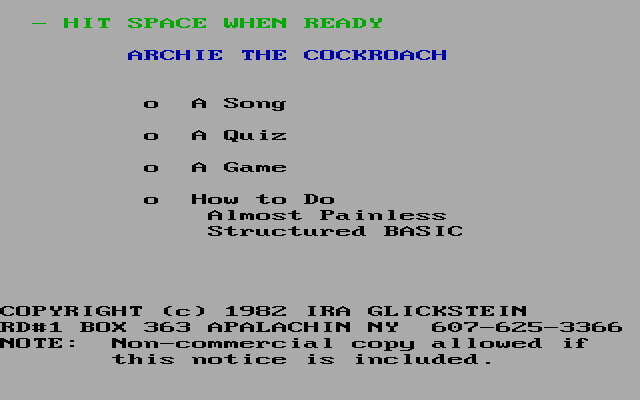 - HIT SPACE WHEN READY
ARCHIE THE COCKROACH
o A Song
o A Quiz
o A Game
o How to Do
Almost Painless
Structured BASIC
COPYRIGHT (c) 1982 IRA GLICKSTEIN
RD#1 BOX 363 APALACHIN NY 607-625-3366
NOTE: Non-commercial copy allowed if
this notice is included.